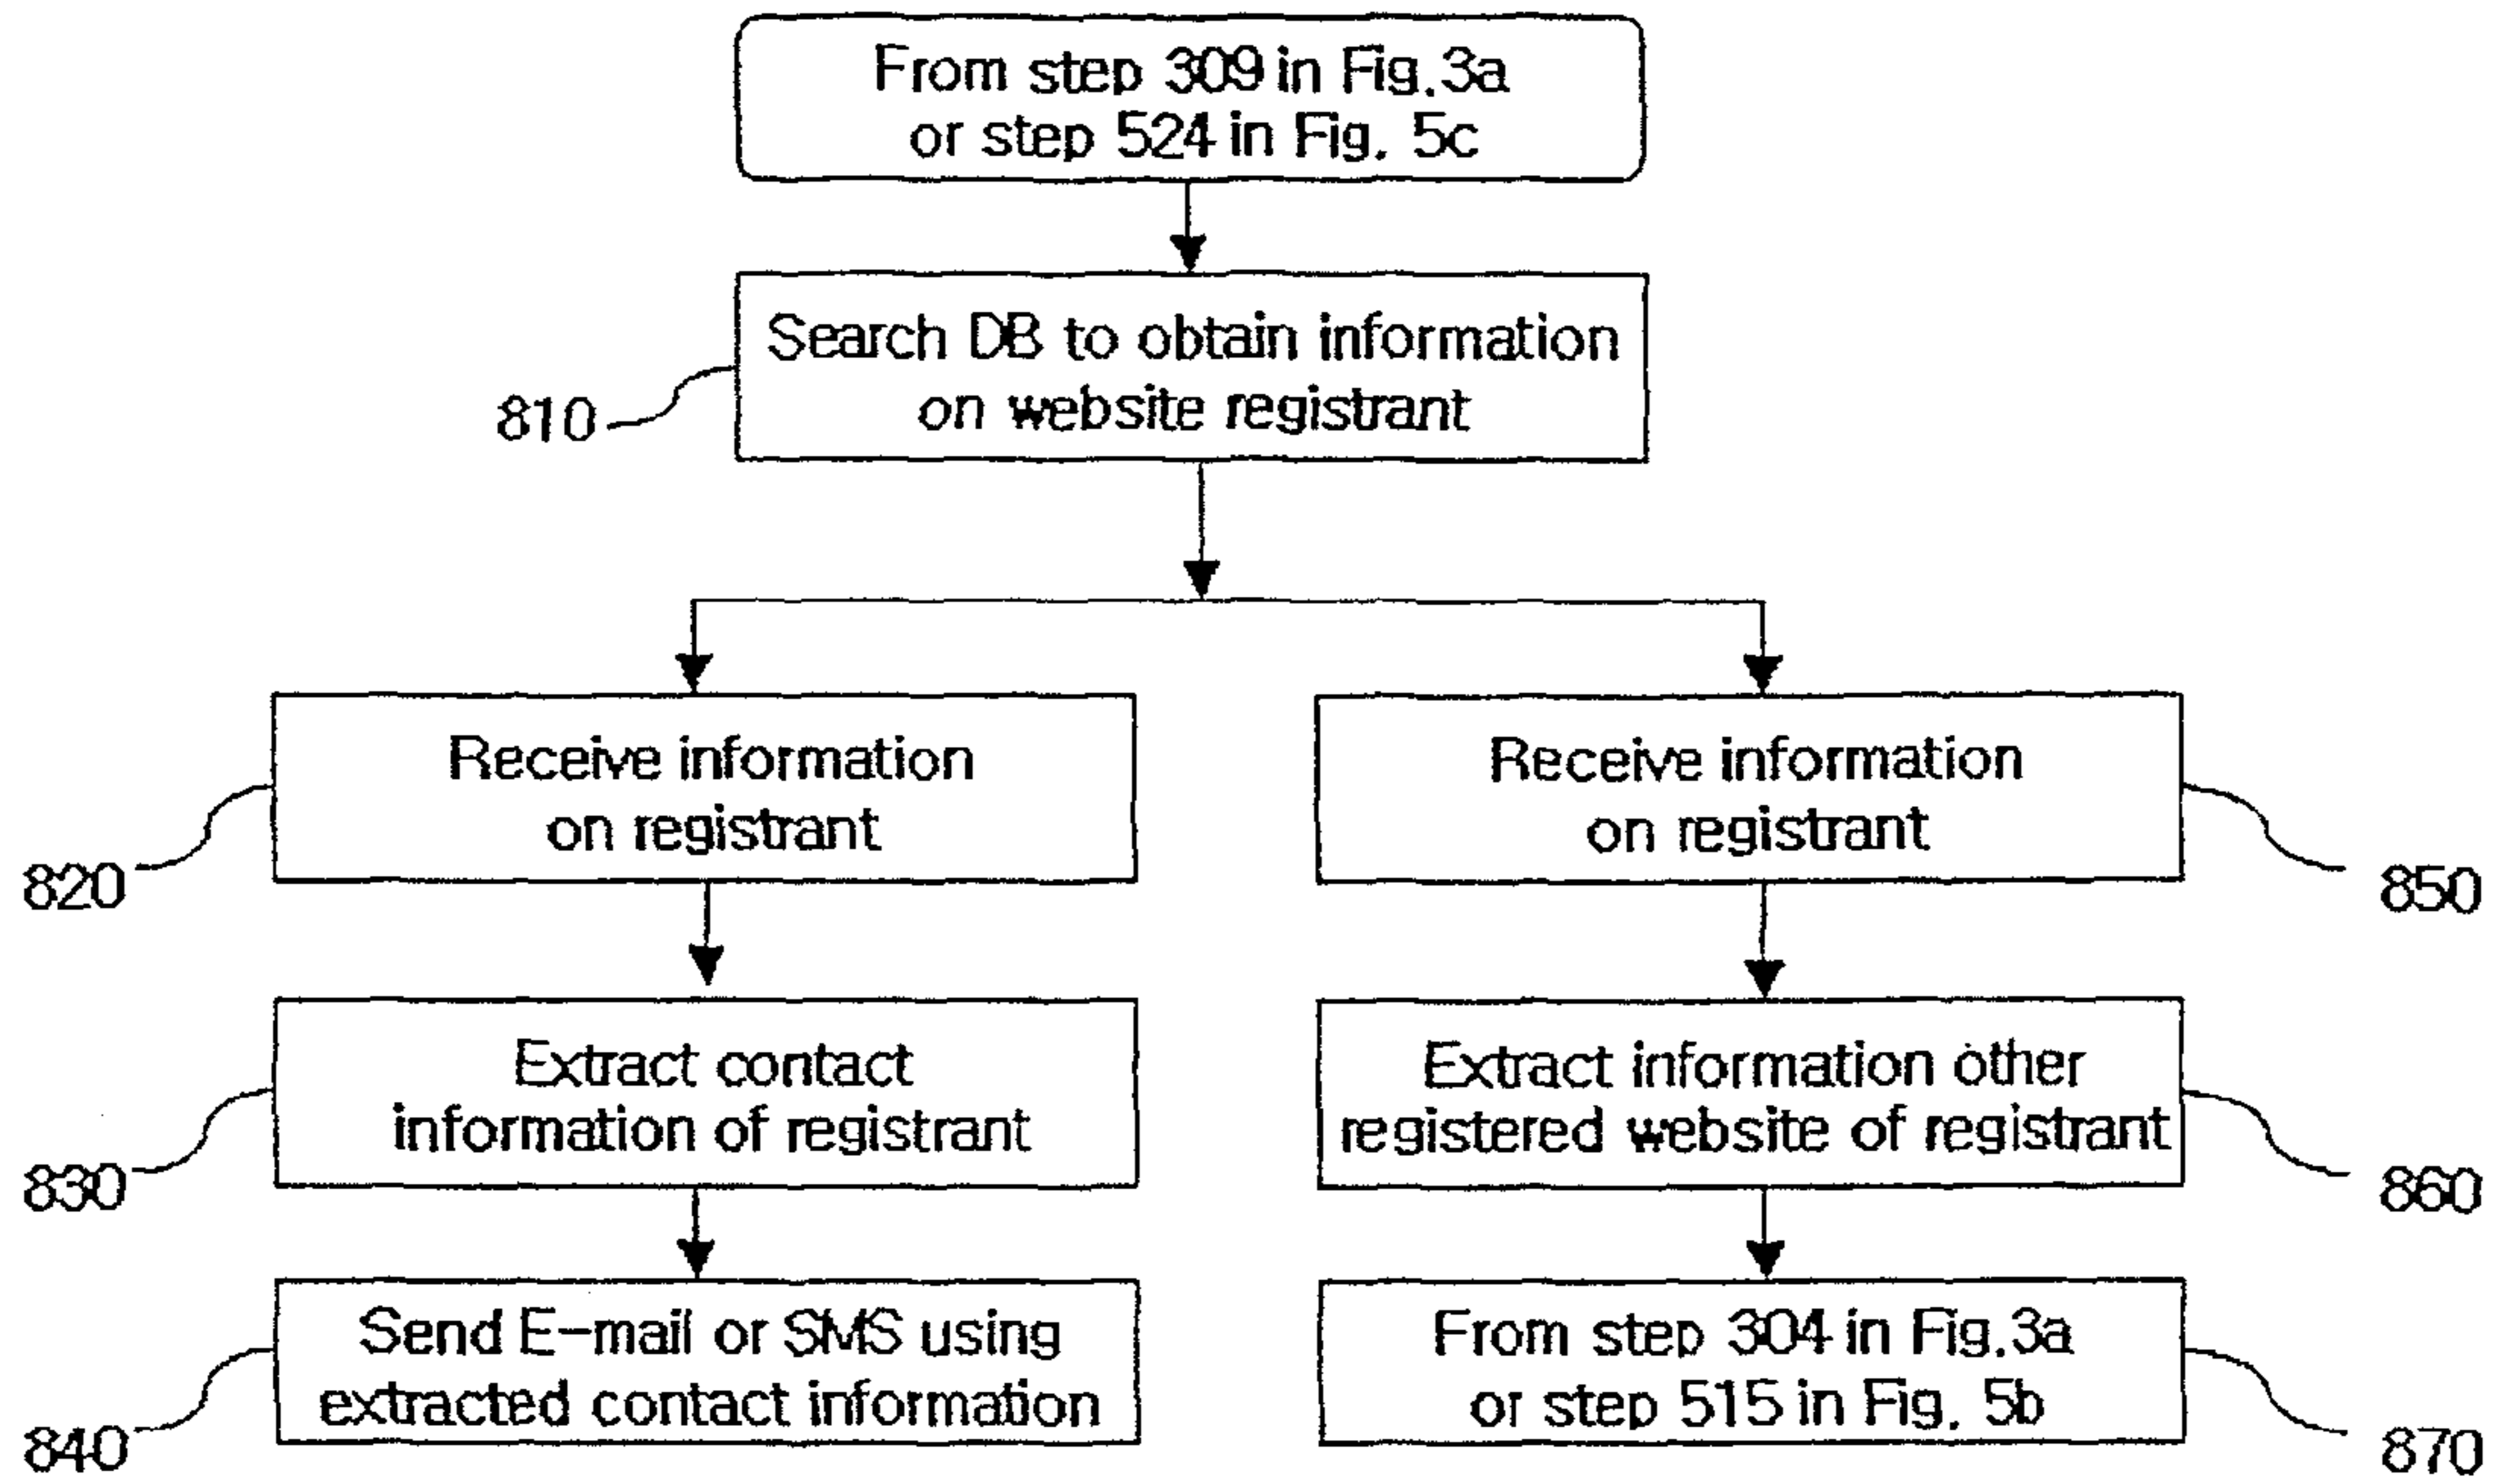 From step 309 in Fig.3a
or step 524 in Fig. 5c
Search DB to obtain information
on website registrant
810
Receive information
on registrant
820
Receive information
on registrant
850
Extract contact
information of registrant
830
Extract information other
registered website of registrant
860
Send E-mail or SMS using
extracted contact information
840
From step 304 in Fig.3a
or step 515 in Fig. 5b
870